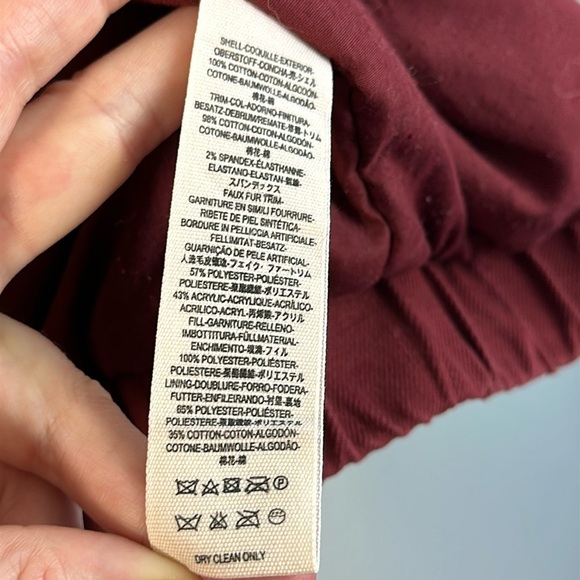 SHELL-COQUILLE-EXTERIOR-
OBERSTOFF-CONCHA-壳-シェル
100% COTTON-COTON-ALGODÓN-
COTONE-BAUMWOLLE-ALGODÃO-
棉花-綿
TRIM-COL-ADORNO-FINITURA-
BESATZ-DEBRUM/REMATE-修飾-トリム
98% COTTON-COTON-ALGODÓN-
COTONE-BAUMWOLLE-ALGODÃO-
棉花-綿
2% SPANDEX-ÉLASTHANNE-
ELASTANO-ELASTAN-氨綸-
スパンデックス
FAUX FUR TRIM-
GARNITURE EN SIMILI FOURRURE-
RIBETE DE PIEL SINTÉTICA-
BORDURE IN PELLICCIA ARTIFICIALE-
FELLIMITAT-BESATZ-
GUARNIÇÃO DE PELE ARTIFICIAL-
人造毛皮镶边-フェイク・ファートリム
57% POLYESTER-POLIÉSTER-
POLIESTERE-聚酯纖維-ポリエステル
43% ACRYLIC-ACRYLIQUE-ACRÍLICO-
ACRILICO-ACRYL-丙烯酸-アクリル
FILL-GARNITURE-RELLENO-
IMBOTTITURA-FÜLLMATERIAL-
ENCHIMENTO-填滿-フィル
100% POLYESTER-POLIÉSTER-
POLIESTERE-聚酯纖維-ポリエステル
LINING-DOUBLURE-FORRO-FODERA-
FUTTER-ENFILEIRANDO-衬里-裏地
65% POLYESTER-POLIÉSTER-
POLIESTERE-聚酯纖維-ポリエステル
35% COTTON-COTON-ALGODÓN-
COTONE-BAUMWOLLE-ALGODÃO-
棉花-綿
P
DRY CLEAN ONLY